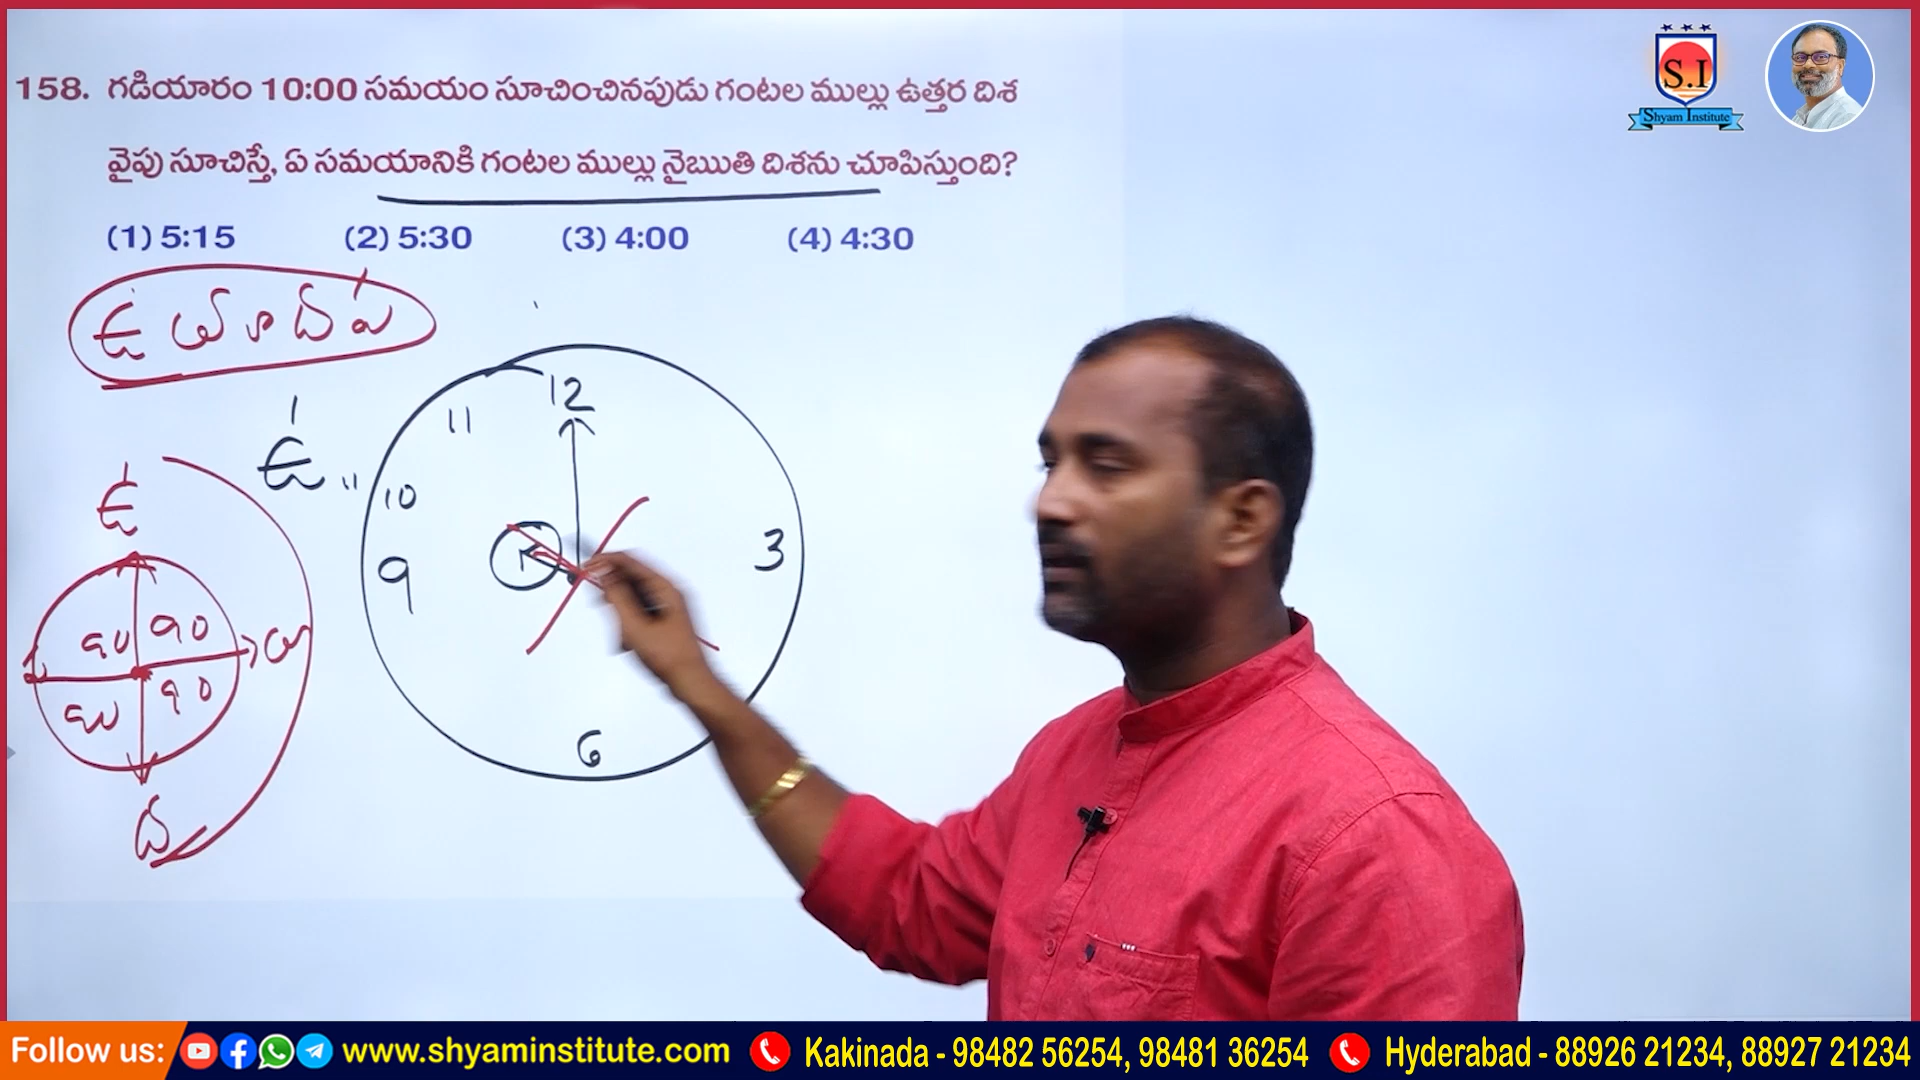 158. గడియారం 10:00 సమయం సూచించినపుడు గంటల ముల్లు ఉత్తర దిశ
వైపు సూచిస్తే, ఏ సమయానికి గంటల ముల్లు నైఋతి దిశను చూపిస్తుంది?
(1) 5:15 (2) 5:30 (3) 4:00 (4) 4:30
S.I
Shyam Institute
ఉ తూ ద ప
12
11
ఉ
10
9
3
6
ఉ
90 90
తూ
90 90
ద
Follow us: www.shyaminstitute.com Kakinada - 98482 56254, 98481 36254 Hyderabad - 88926 21234, 88927 21234